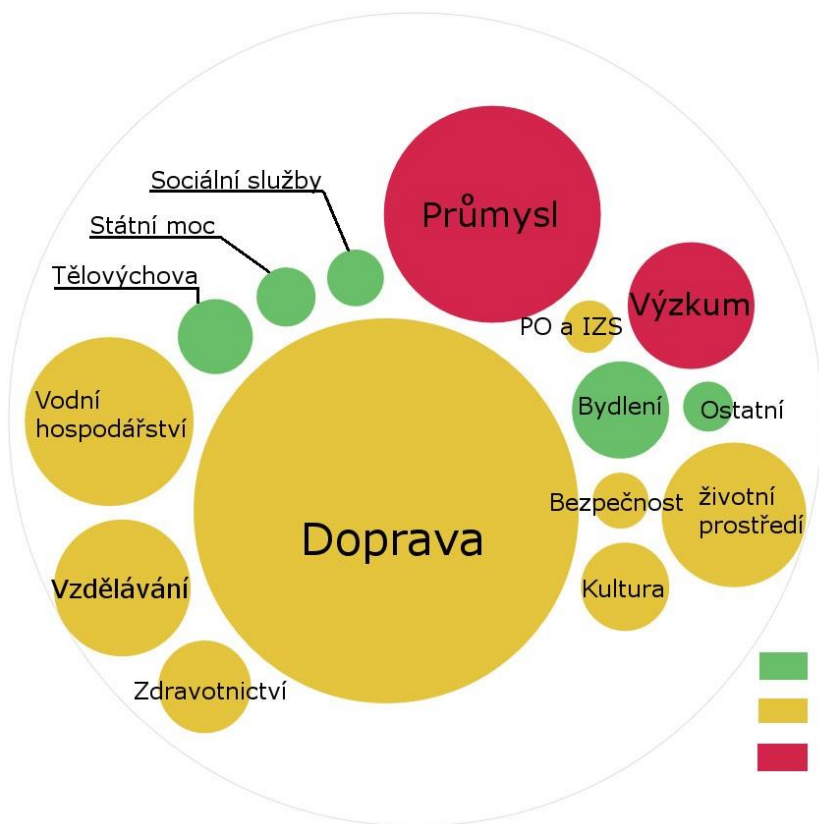 Průmysl
Sociální služby
Státní moc
Tělovýchova
Výzkum
PO a IZS
Vodní
hospodářství
Bydlení
Ostatní
Bezpečnost
životní
prostředí
Doprava
Vzdělávání
Kultura
Zdravotnictví